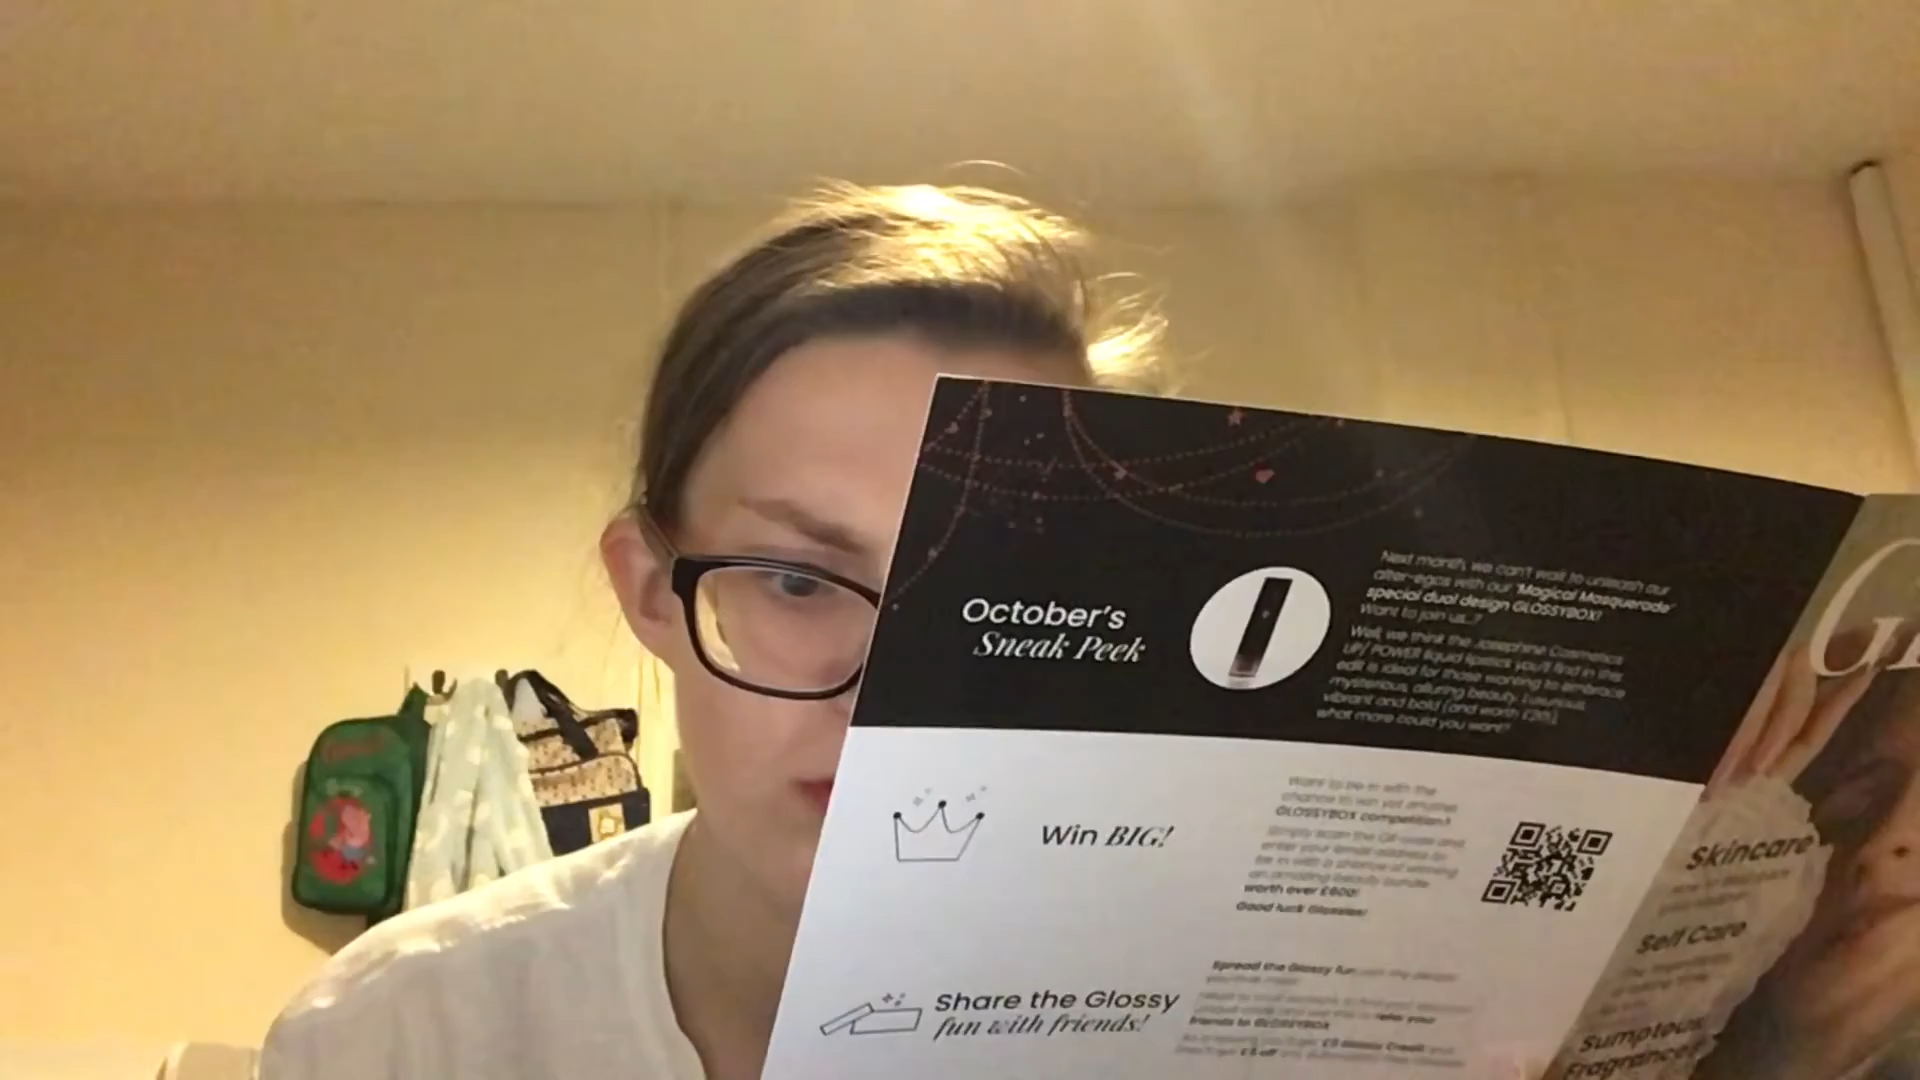 October's
Sneak Peek
Next month, we can't wait to unleash our
alter-egos with our 'Magical Masquerade'
special dual design GLOSSYBOX!
Want to join us...?
Well, we think the Josephine Cosmetics
UP/ POWER liquid lipstick you'll find in this
edit is ideal for those wanting to embrace
mysterious, alluring beauty. Luxurious,
vibrant and bold (and worth £26!),
what more could you want?
Win BIG!
Want to be in with the
chance to win yet another
GLOSSYBOX competition?
Simply scan the QR code and
enter your email address to
be in with a chance of winning
an amazing beauty bundle
worth over £600!
Good luck Glossies!
Share the Glossy
fun with friends!
Spread the Glossy fun
friends to GLOSSYBOX
£5 off
Skincare
Self Care
Sumptuous
Fragrance